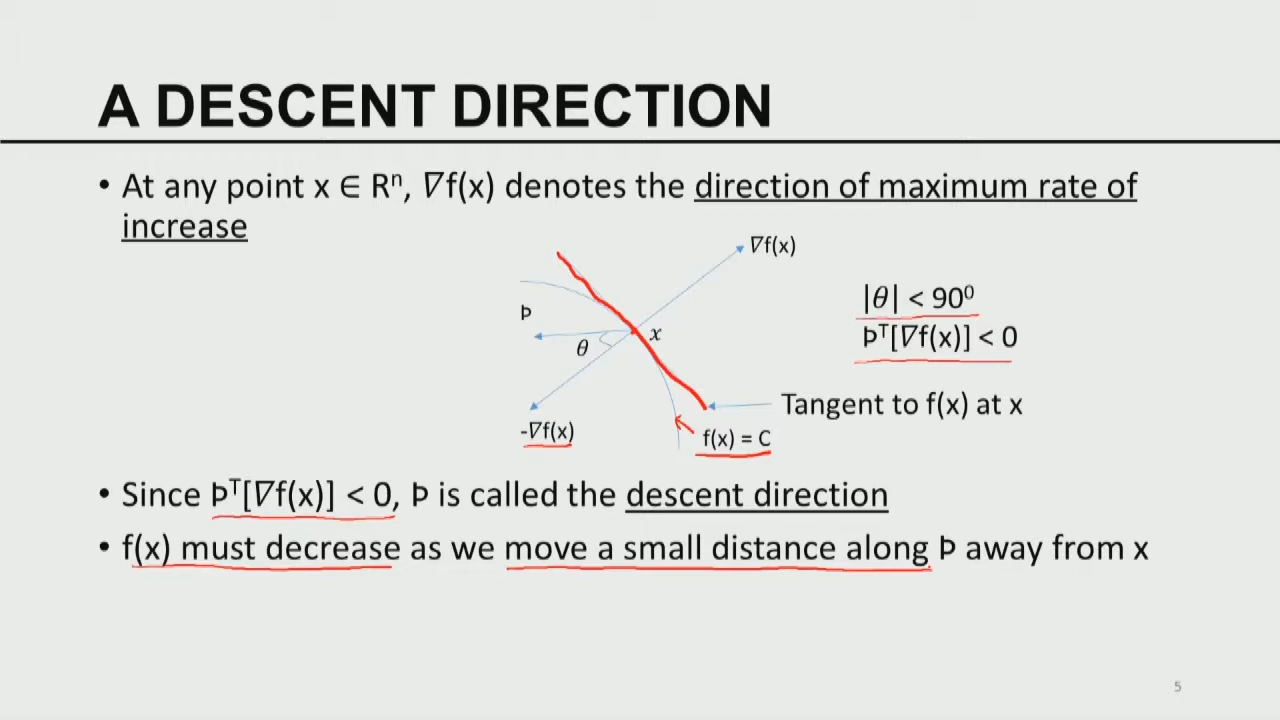 A DESCENT DIRECTION
• At any point x ∈ Rⁿ, ∇f(x) denotes the direction of maximum rate of
increase
∇f(x)
|θ| < 90⁰
Þ
x
Þᵀ[∇f(x)] < 0
θ
Tangent to f(x) at x
-∇f(x)
f(x) = C
• Since Þᵀ[∇f(x)] < 0, Þ is called the descent direction
• f(x) must decrease as we move a small distance along Þ away from x
5